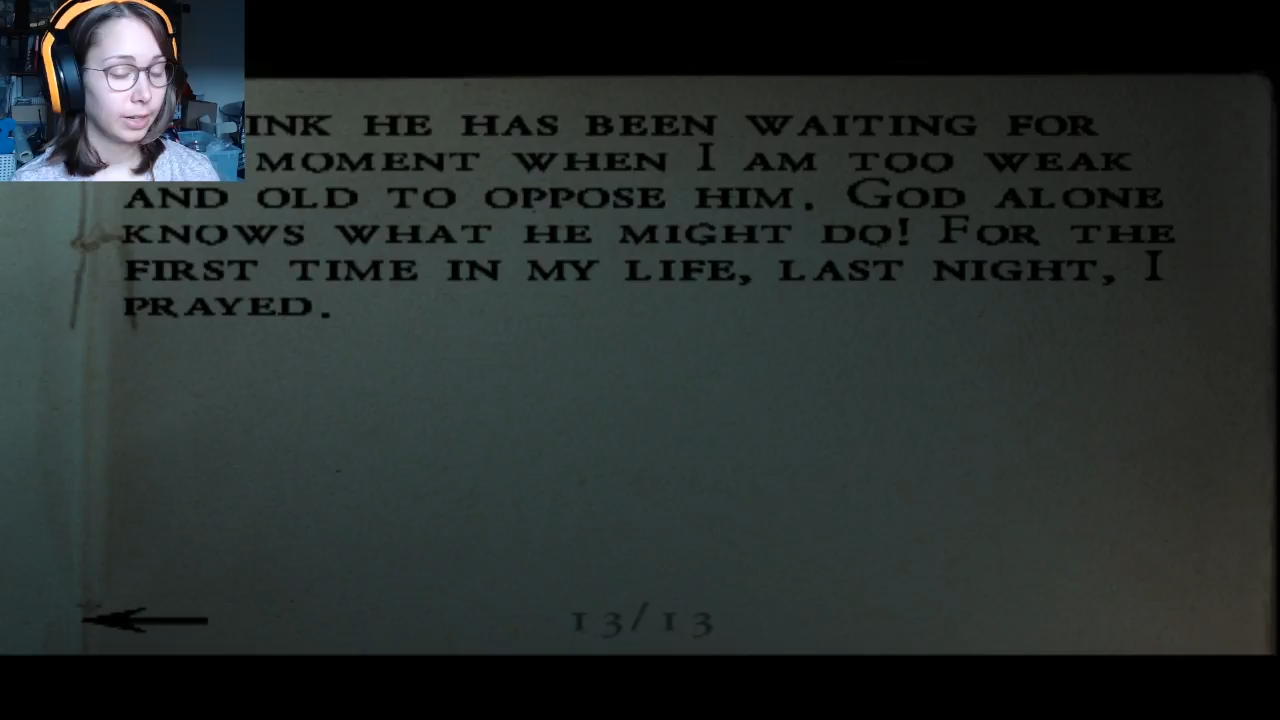 INK HE HAS BEEN WAITING FOR
MOMENT WHEN I AM TOO WEAK
AND OLD TO OPPOSE HIM. GOD ALONE
KNOWS WHAT HE MIGHT DO! FOR THE
FIRST TIME IN MY LIFE, LAST NIGHT, I
PRAYED.
13/13